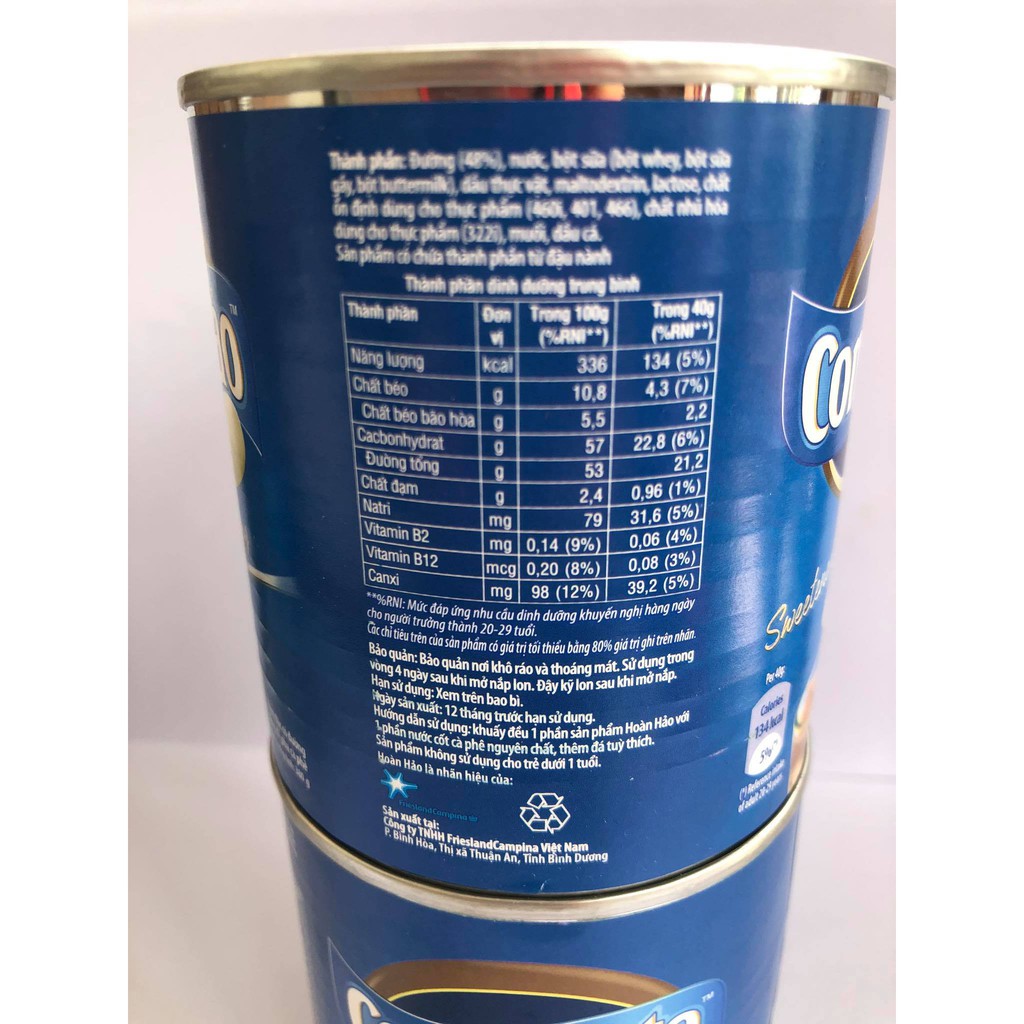 Thành phần: Đường (48%), nước, bột sữa (bột whey, bột sữa
gầy, bột buttermilk), dầu thực vật, maltodextrin, lactose, chất
ổn định dùng cho thực phẩm (460i, 401, 466), chất nhũ hóa
dùng cho thực phẩm (322i), muối, dầu cá.
Sản phẩm có chứa thành phần từ đậu nành
Thành phần dinh dưỡng trung bình
Thành phần Đơn vị Trong 100g (%RNI**) Trong 40g (%RNI**)
Năng lượng kcal 336 134 (5%)
Chất béo g 10,8 4,3 (7%)
Chất béo bão hòa g 5,5 2,2
Cacbonhydrat g 57 22,8 (6%)
Đường tổng g 53 21,2
Chất đạm g 2,4 0,96 (1%)
Natri mg 79 31,6 (5%)
Vitamin B2 mg 0,14 (9%) 0,06 (4%)
Vitamin B12 mcg 0,20 (8%) 0,08 (3%)
Canxi mg 98 (12%) 39,2 (5%)
**%RNI: Mức đáp ứng nhu cầu dinh dưỡng khuyến nghị hàng ngày
cho người trưởng thành 20-29 tuổi.
Các chỉ tiêu trên của sản phẩm có giá trị tối thiểu bằng 80% giá trị ghi trên nhãn.
Bảo quản: Bảo quản nơi khô ráo và thoáng mát. Sử dụng trong
vòng 4 ngày sau khi mở nắp lon. Đậy kỹ lon sau khi mở nắp.
Hạn sử dụng: Xem trên bao bì.
Ngày sản xuất: 12 tháng trước hạn sử dụng.
Hướng dẫn sử dụng: khuấy đều 1 phần sản phẩm Hoàn Hảo với
1 phần nước cốt cà phê nguyên chất, thêm đá tuỳ thích.
Sản phẩm không sử dụng cho trẻ dưới 1 tuổi.
Hoàn Hảo là nhãn hiệu của:
FrieslandCampina
Sản xuất tại:
Công ty TNHH FrieslandCampina Việt Nam
P. Bình Hòa, Thị xã Thuận An, Tỉnh Bình Dương
Per 40g:
Calories
134 kcal
5%
(*) Reference intake
of adult 20-29 years